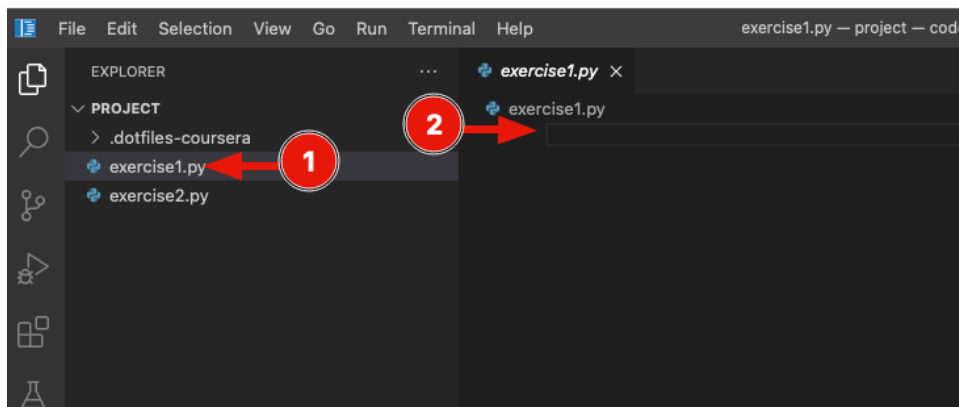 File Edit Selection View Go Run Terminal Help exercise1.py — project — code
EXPLORER ··· exercise1.py ×
PROJECT
exercise1.py
2
.dotfiles-coursera
exercise1.py
1
exercise2.py